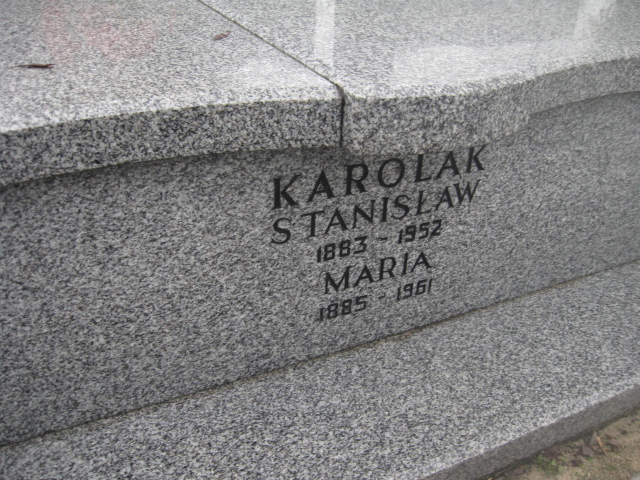 KAROLAK
STANISŁAW
1883 - 1952
MARIA
1885 - 1961